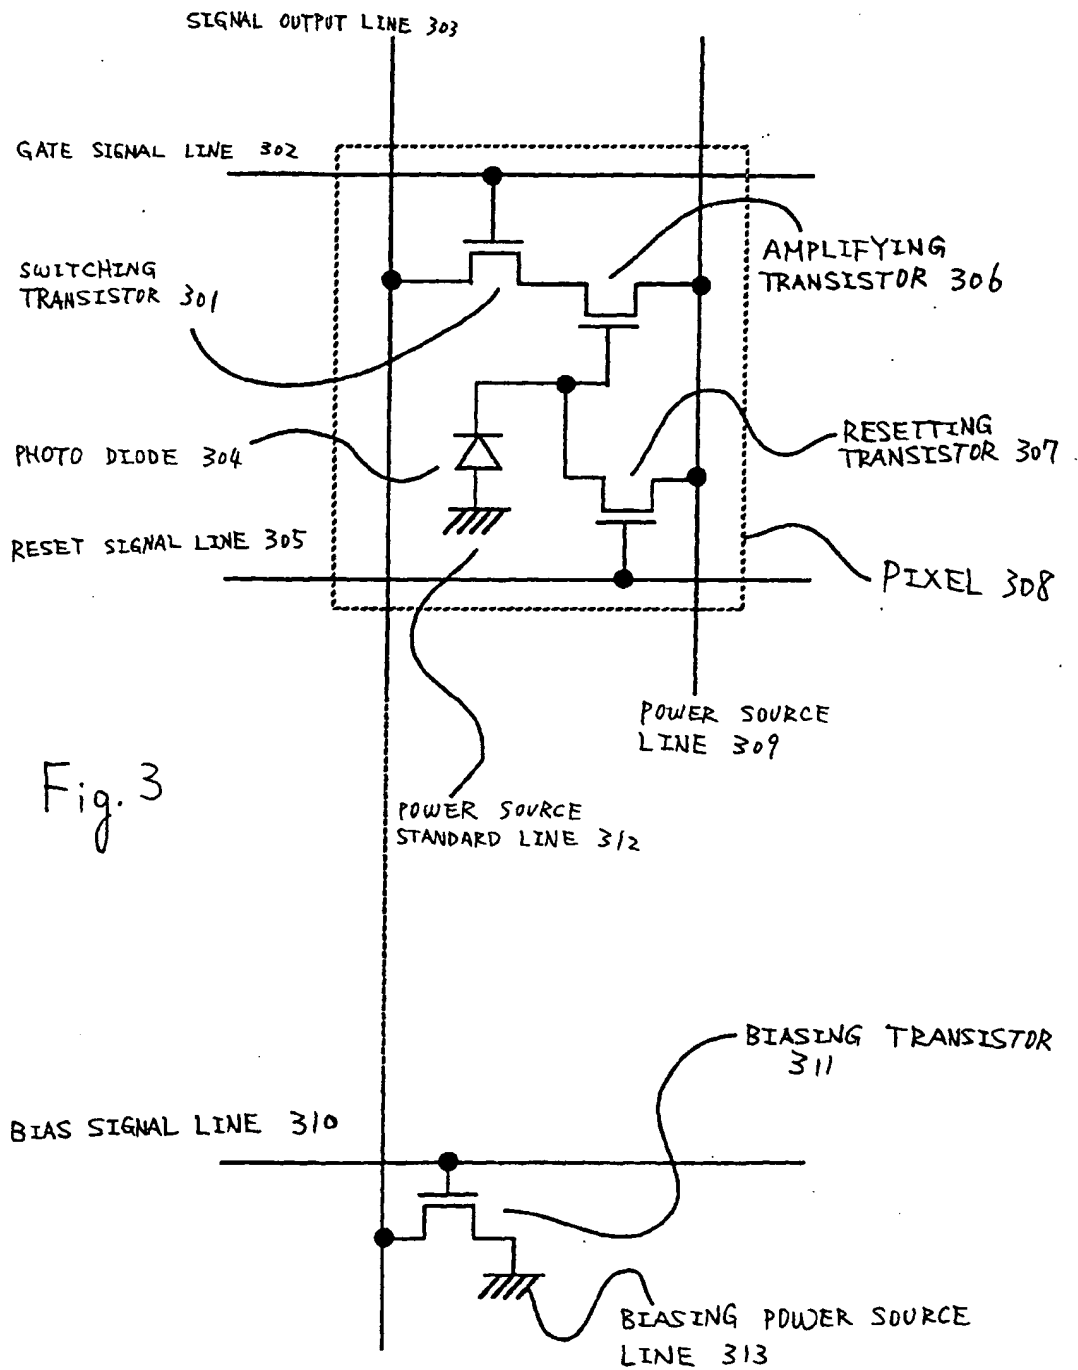 SIGNAL OUTPUT LINE 303
GATE SIGNAL LINE 302
SWITCHING
TRANSISTOR 301
AMPLIFYING
TRANSISTOR 306
PHOTO DIODE 304
RESETTING
TRANSISTOR 307
RESET SIGNAL LINE 305
PIXEL 308
POWER SOURCE
LINE 309
Fig. 3
POWER SOURCE
STANDARD LINE 312
BIASING TRANSISTOR
311
BIAS SIGNAL LINE 310
BIASING POWER SOURCE
LINE 313